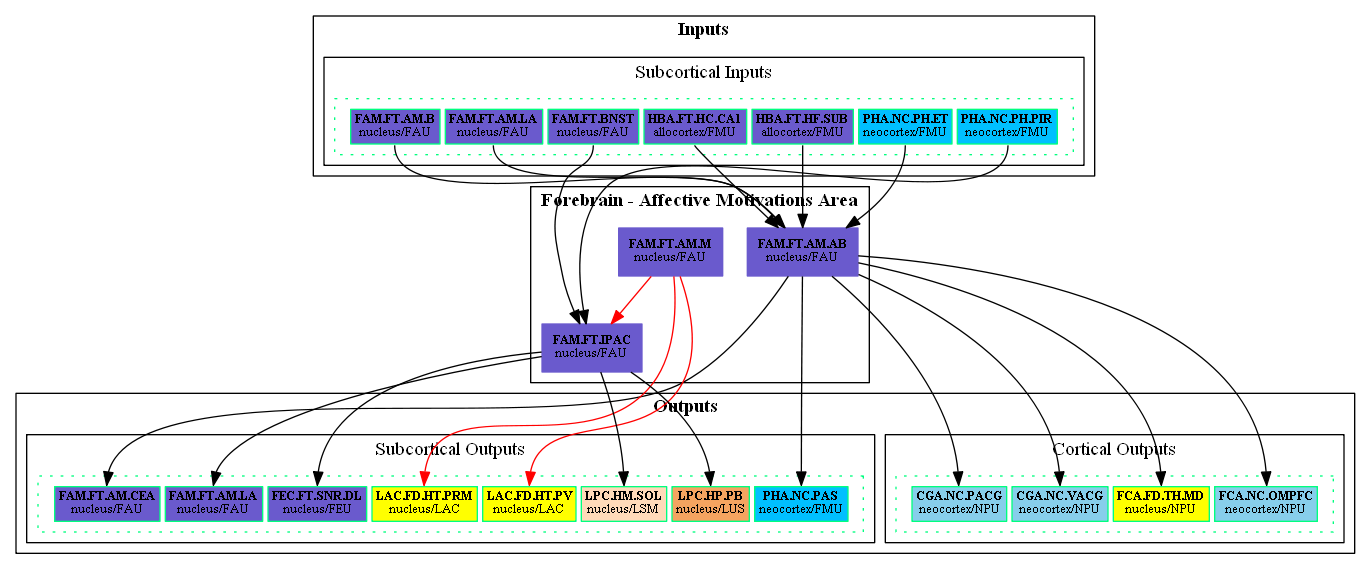 Inputs
Subcortical Inputs
FAM.FT.AM.B
nucleus/FAU
FAM.FT.AM.LA
nucleus/FAU
FAM.FT.BNST
nucleus/FAU
HBA.FT.HC.CA1
allocortex/FMU
HBA.FT.HF.SUB
allocortex/FMU
PHA.NC.PH.ET
neocortex/FMU
PHA.NC.PH.PIR
neocortex/FMU
Forebrain - Affective Motivations Area
FAM.FT.AM.M
nucleus/FAU
FAM.FT.AM.AB
nucleus/FAU
FAM.FT.IPAC
nucleus/FAU
Outputs
Subcortical Outputs
FAM.FT.AM.CEA
nucleus/FAU
FAM.FT.AM.LA
nucleus/FAU
FEC.FT.SNR.DL
nucleus/FEU
LAC.FD.HT.PRM
nucleus/LAC
LAC.FD.HT.PV
nucleus/LAC
LPC.HM.SOL
nucleus/LSM
LPC.HP.PB
nucleus/LUS
PHA.NC.PAS
neocortex/FMU
Cortical Outputs
CGA.NC.PACG
neocortex/NPU
CGA.NC.VACG
neocortex/NPU
FCA.FD.TH.MD
nucleus/NPU
FCA.NC.OMPFC
neocortex/NPU